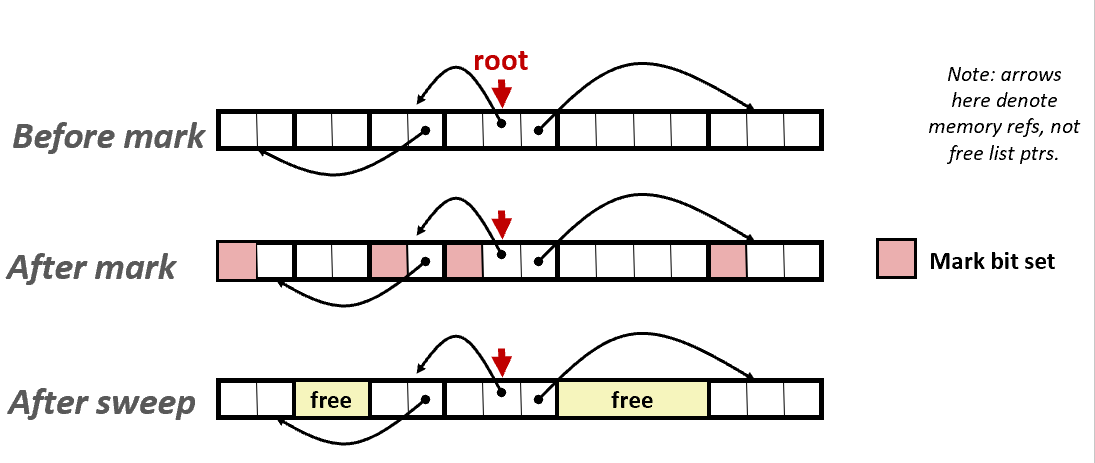 root
Note: arrows
here denote
memory refs, not
free list ptrs.
Before mark
After mark
Mark bit set
After sweep
free
free